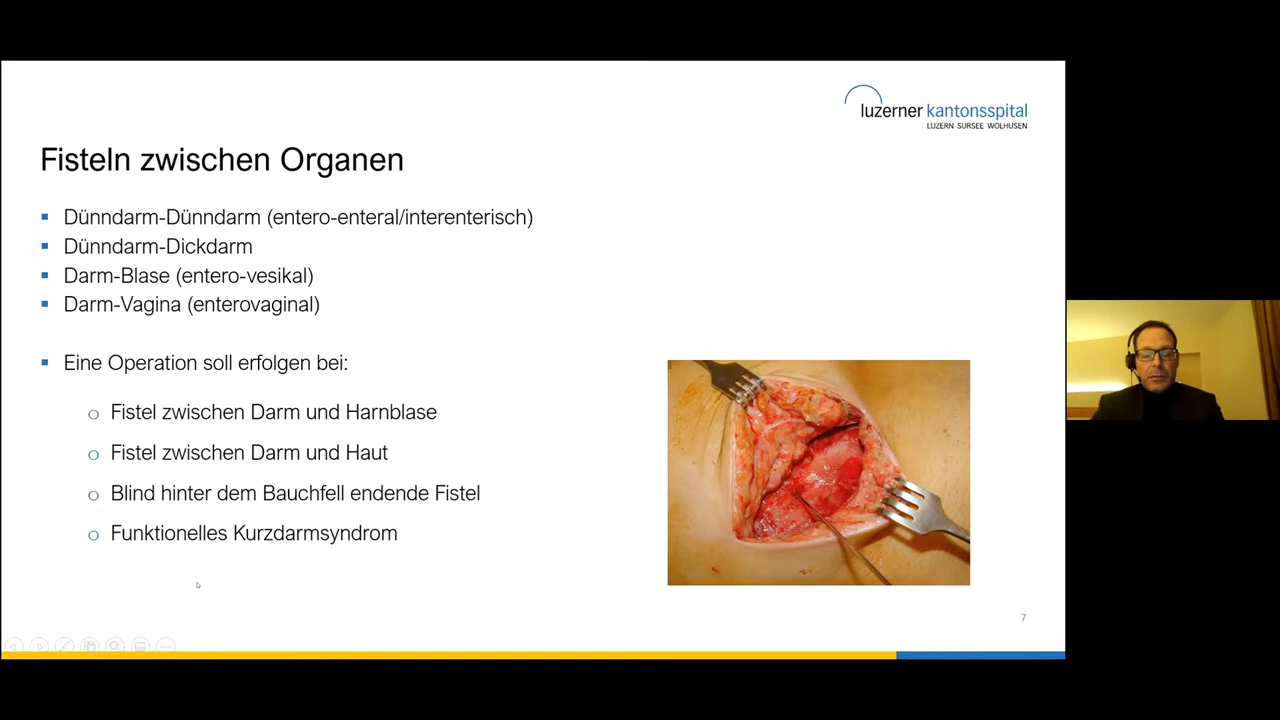 luzerner kantonsspital
LUZERN SURSEE WOLHUSEN
Fisteln zwischen Organen
Dünndarm-Dünndarm (entero-enteral/interenterisch)
Dünndarm-Dickdarm
Darm-Blase (entero-vesikal)
Darm-Vagina (enterovaginal)
Eine Operation soll erfolgen bei:
Fistel zwischen Darm und Harnblase
Fistel zwischen Darm und Haut
Blind hinter dem Bauchfell endende Fistel
Funktionelles Kurzdarmsyndrom
7